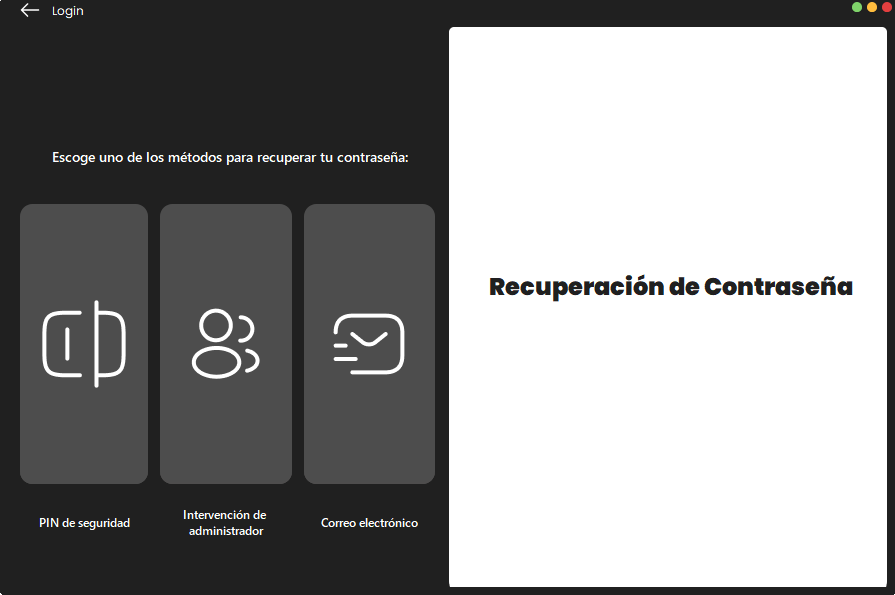 Login
Escoge uno de los métodos para recuperar tu contraseña:
PIN de seguridad
Intervención de
administrador
Correo electrónico
Recuperación de Contraseña